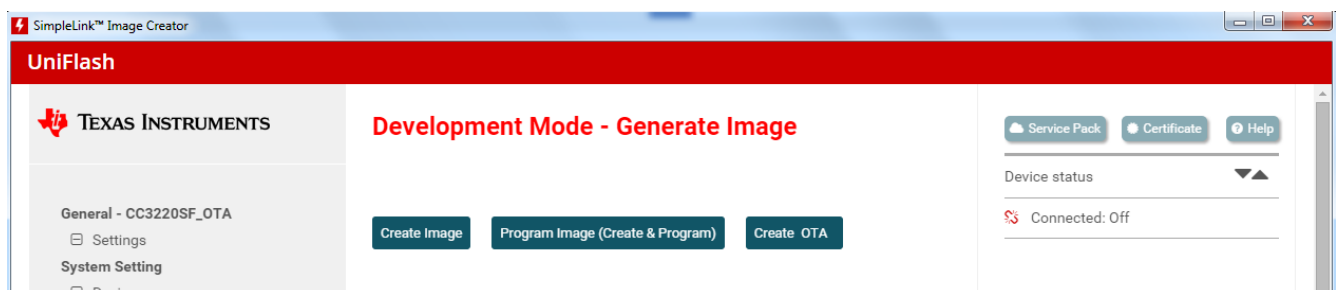 SimpleLink™ Image Creator
UniFlash
TEXAS INSTRUMENTS
General - CC3220SF_OTA
Settings
System Setting
Development Mode - Generate Image
Create Image
Program Image (Create & Program)
Create OTA
Service Pack
Certificate
Help
Device status
Connected: Off